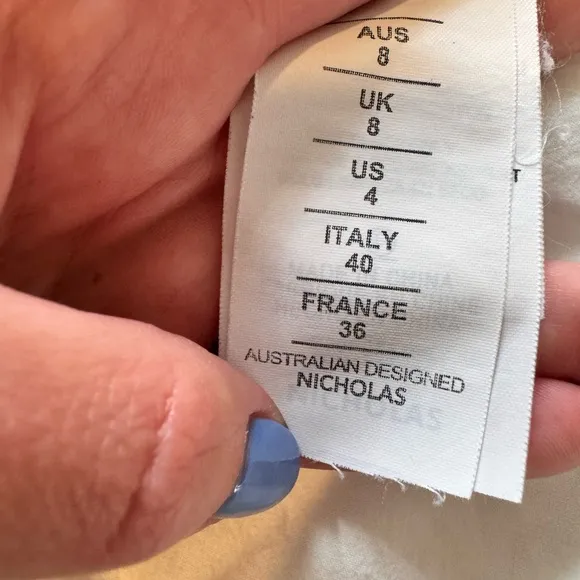 AUS
8
UK
8
US
4
ITALY
40
FRANCE
36
AUSTRALIAN DESIGNED
NICHOLAS
T